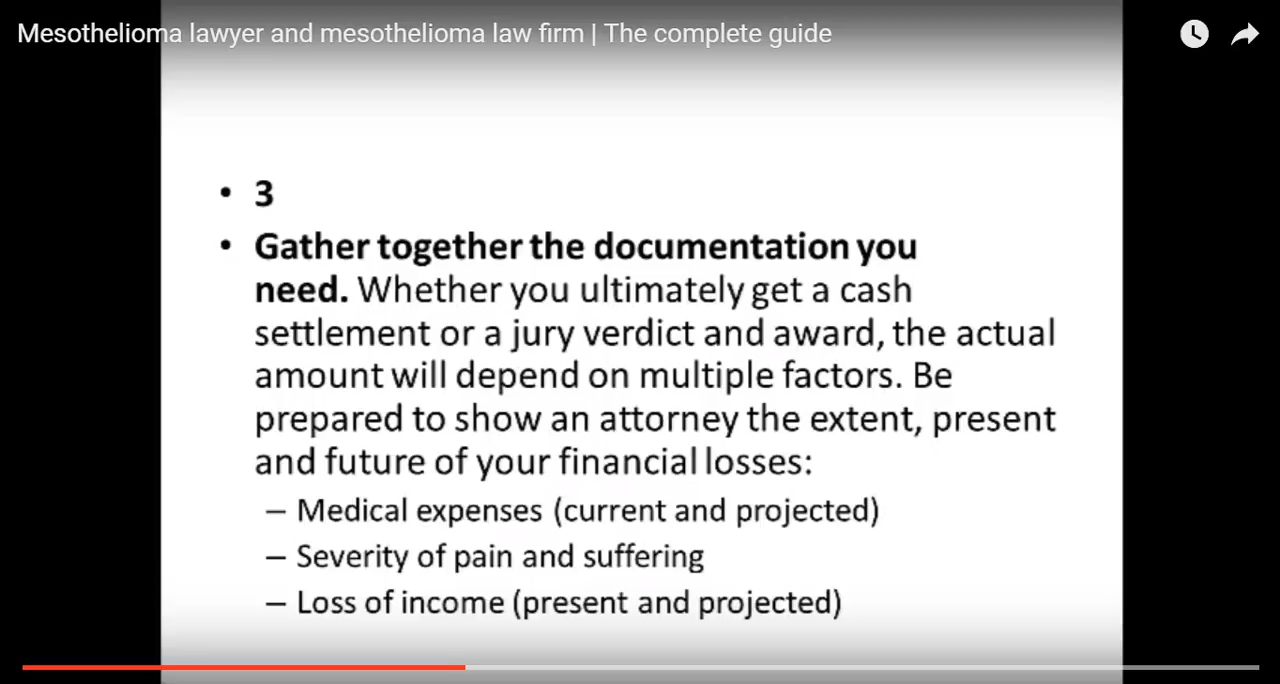 Mesothelioma lawyer and mesothelioma law firm | The complete guide
• 3
• Gather together the documentation you
need. Whether you ultimately get a cash
settlement or a jury verdict and award, the actual
amount will depend on multiple factors. Be
prepared to show an attorney the extent, present
and future of your financial losses:
– Medical expenses (current and projected)
– Severity of pain and suffering
– Loss of income (present and projected)